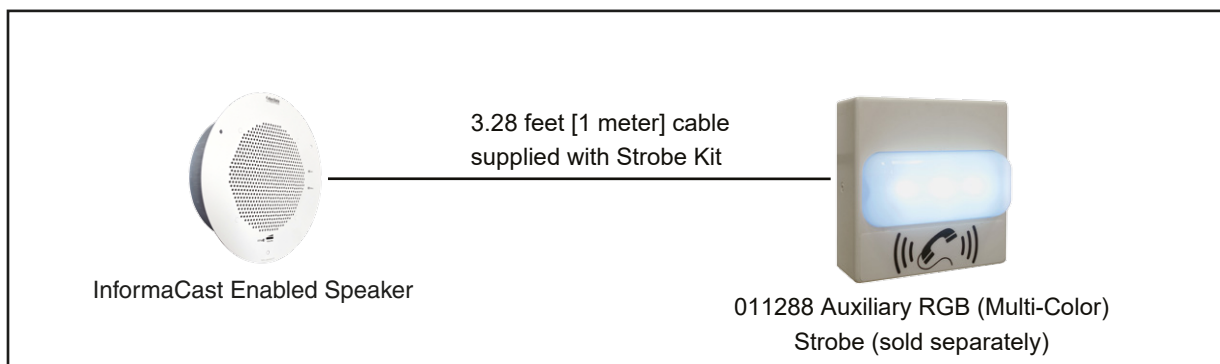 3.28 feet [1 meter] cable
supplied with Strobe Kit
InformaCast Enabled Speaker
011288 Auxiliary RGB (Multi-Color)
Strobe (sold separately)